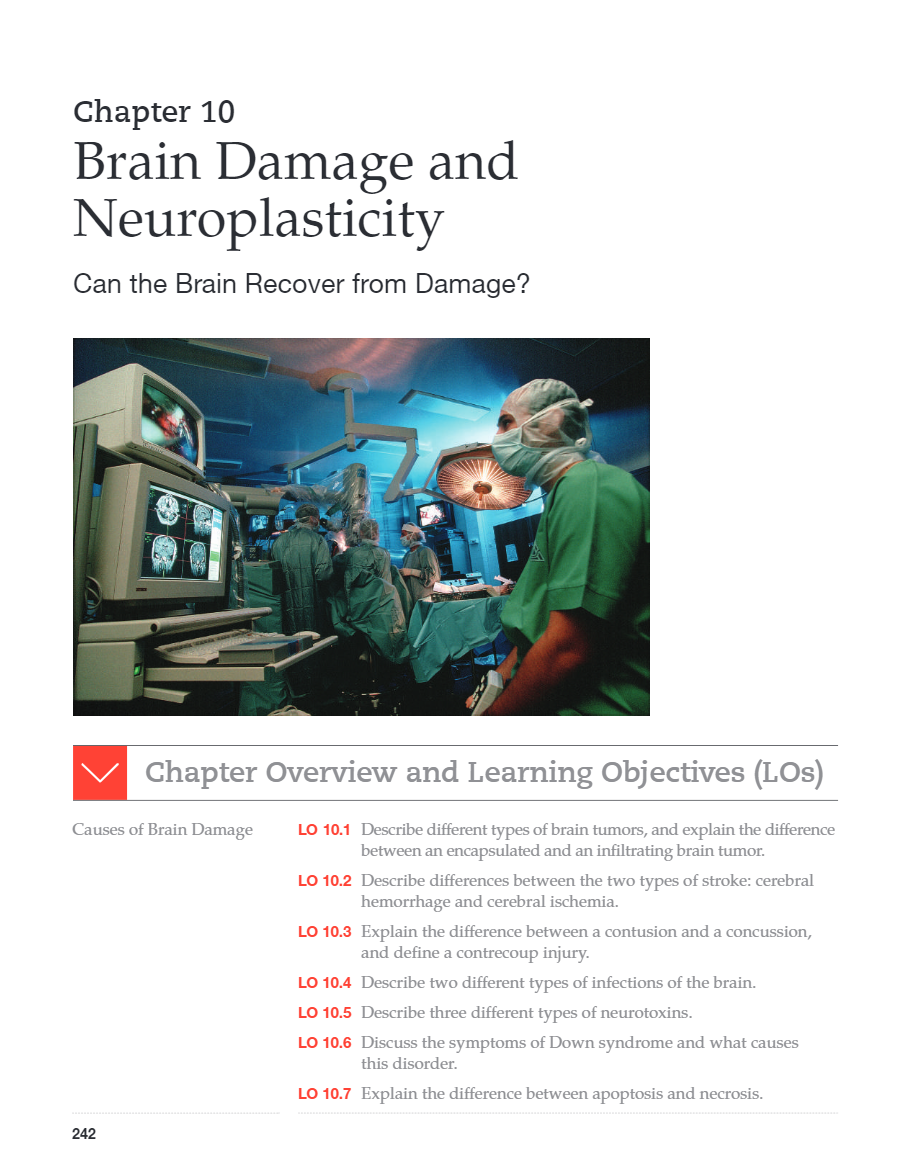 Chapter 10
Brain Damage and
Neuroplasticity
Can the Brain Recover from Damage?
Chapter Overview and Learning Objectives (LOs)
Causes of Brain Damage
LO 10.1 Describe different types of brain tumors, and explain the difference
between an encapsulated and an infiltrating brain tumor.
LO 10.2 Describe differences between the two types of stroke: cerebral
hemorrhage and cerebral ischemia.
LO 10.3 Explain the difference between a contusion and a concussion,
and define a contrecoup injury.
LO 10.4 Describe two different types of infections of the brain.
LO 10.5 Describe three different types of neurotoxins.
LO 10.6 Discuss the symptoms of Down syndrome and what causes
this disorder.
LO 10.7 Explain the difference between apoptosis and necrosis.
242